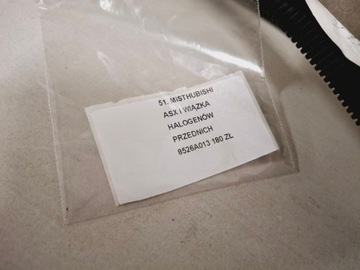 51. MISTHUBISHI
ASX I WIĄZKA
HALOGENÓW
PRZEDNICH
8526A013 180 ZŁ